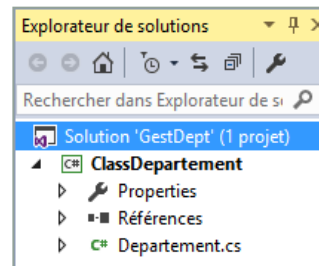 Explorateur de solutions
Rechercher dans Explorateur de
Solution 'GestDept' (1 projet)
C# ClassDepartement
Properties
Références
C# Departement.cs